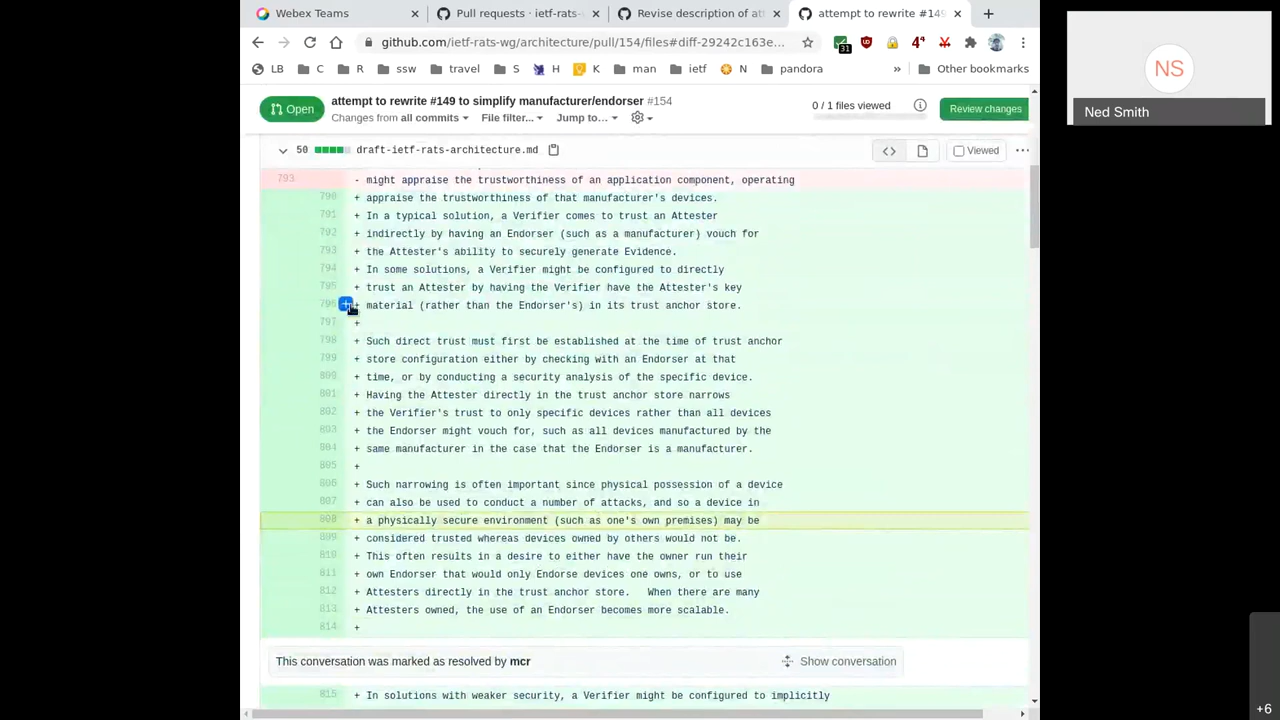 Webex Teams
Pull requests · ietf-rats-
Revise description of att
attempt to rewrite #149
github.com/ietf-rats-wg/architecture/pull/154/files#diff-29242c163e...
31
4⁴
LB
C
R
ssw
travel
S
H
K
man
ietf
N
pandora
»
Other bookmarks
Open
attempt to rewrite #149 to simplify manufacturer/endorser #154
Changes from all commits
File filter...
Jump to...
0 / 1 files viewed
Review changes
50
draft-ietf-rats-architecture.md
Viewed
793 - might appraise the trustworthiness of an application component, operating
790 + appraise the trustworthiness of that manufacturer's devices.
791 + In a typical solution, a Verifier comes to trust an Attester
792 + indirectly by having an Endorser (such as a manufacturer) vouch for
793 + the Attester's ability to securely generate Evidence.
794 + In some solutions, a Verifier might be configured to directly
795 + trust an Attester by having the Verifier have the Attester's key
796 + material (rather than the Endorser's) in its trust anchor store.
797 +
798 + Such direct trust must first be established at the time of trust anchor
799 + store configuration either by checking with an Endorser at that
800 + time, or by conducting a security analysis of the specific device.
801 + Having the Attester directly in the trust anchor store narrows
802 + the Verifier's trust to only specific devices rather than all devices
803 + the Endorser might vouch for, such as all devices manufactured by the
804 + same manufacturer in the case that the Endorser is a manufacturer.
805 +
806 + Such narrowing is often important since physical possession of a device
807 + can also be used to conduct a number of attacks, and so a device in
808 + a physically secure environment (such as one's own premises) may be
809 + considered trusted whereas devices owned by others would not be.
810 + This often results in a desire to either have the owner run their
811 + own Endorser that would only Endorse devices one owns, or to use
812 + Attesters directly in the trust anchor store. When there are many
813 + Attesters owned, the use of an Endorser becomes more scalable.
814 +
This conversation was marked as resolved by mcr
Show conversation
815 + In solutions with weaker security, a Verifier might be configured to implicitly
NS
Ned Smith
+6